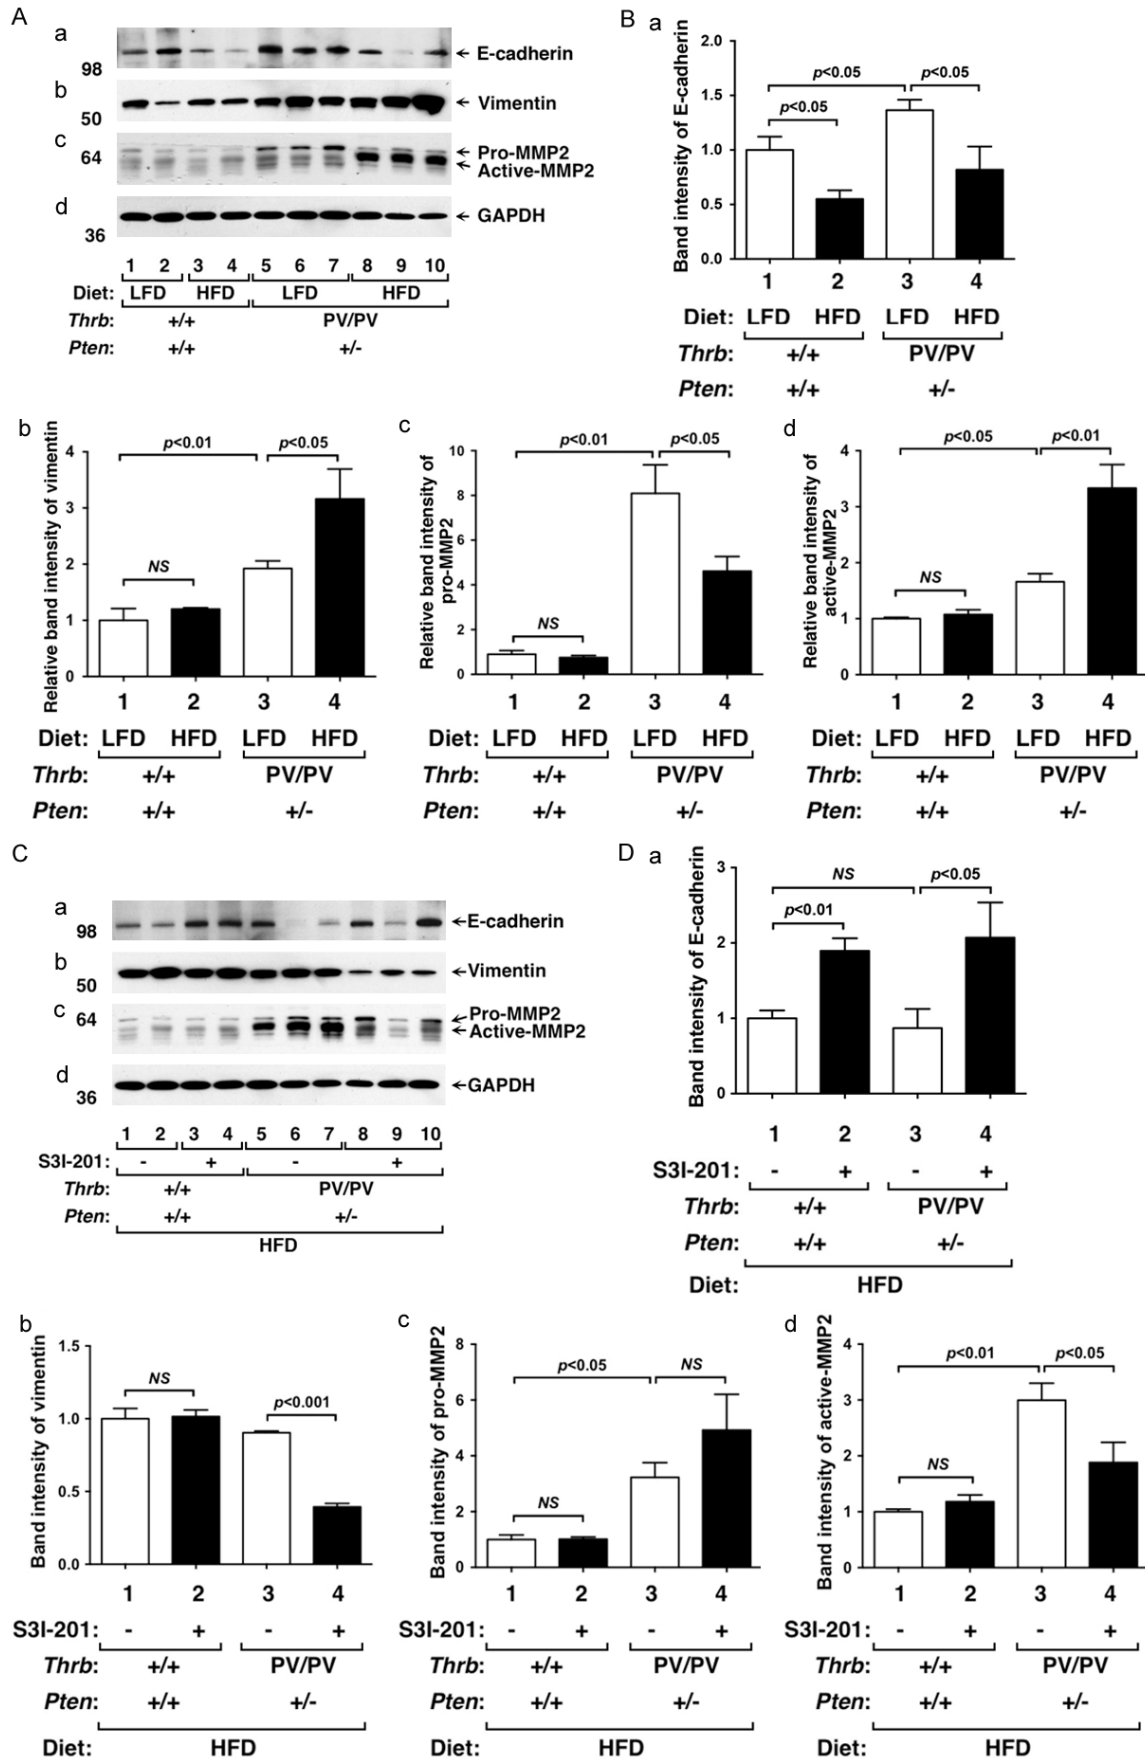 A
a
98
E-cadherin
b
50
Vimentin
c
64
Pro-MMP2
Active-MMP2
d
36
GAPDH
1 2 3 4 5 6 7 8 9 10
Diet: LFD HFD LFD HFD
Thrb: +/+ PV/PV
Pten: +/+ +/-
B a
Band intensity of E-cadherin
2.0
1.5
1.0
0.5
0.0
p<0.05 p<0.05
p<0.05
1 2 3 4
Diet: LFD HFD LFD HFD
Thrb: +/+ PV/PV
Pten: +/+ +/-
b
Relative band intensity of vimentin
4
3
2
1
0
p<0.01 p<0.05
NS
1 2 3 4
Diet: LFD HFD LFD HFD
Thrb: +/+ PV/PV
Pten: +/+ +/-
c
Relative band intensity of
pro-MMP2
10
8
6
4
2
0
p<0.01 p<0.05
NS
1 2 3 4
Diet: LFD HFD LFD HFD
Thrb: +/+ PV/PV
Pten: +/+ +/-
d
Relative band intensity of
active-MMP2
4
3
2
1
0
p<0.05 p<0.01
NS
1 2 3 4
Diet: LFD HFD LFD HFD
Thrb: +/+ PV/PV
Pten: +/+ +/-
C
a
98
E-cadherin
b
50
Vimentin
c
64
Pro-MMP2
Active-MMP2
d
36
GAPDH
1 2 3 4 5 6 7 8 9 10
S3I-201: - + - +
Thrb: +/+ PV/PV
Pten: +/+ +/-
HFD
D a
Band intensity of E-cadherin
3
2
1
0
NS p<0.05
p<0.01
1 2 3 4
S3I-201: - + - +
Thrb: +/+ PV/PV
Pten: +/+ +/-
Diet: HFD
b
Band intensity of vimentin
1.5
1.0
0.5
0.0
NS
p<0.001
1 2 3 4
S3I-201: - + - +
Thrb: +/+ PV/PV
Pten: +/+ +/-
Diet: HFD
c
Band intensity of pro-MMP2
8
6
4
2
0
p<0.05 NS
NS
1 2 3 4
S3I-201: - + - +
Thrb: +/+ PV/PV
Pten: +/+ +/-
Diet: HFD
d
Band intensity of active-MMP2
4
3
2
1
0
p<0.01 p<0.05
NS
1 2 3 4
S3I-201: - + - +
Thrb: +/+ PV/PV
Pten: +/+ +/-
Diet: HFD